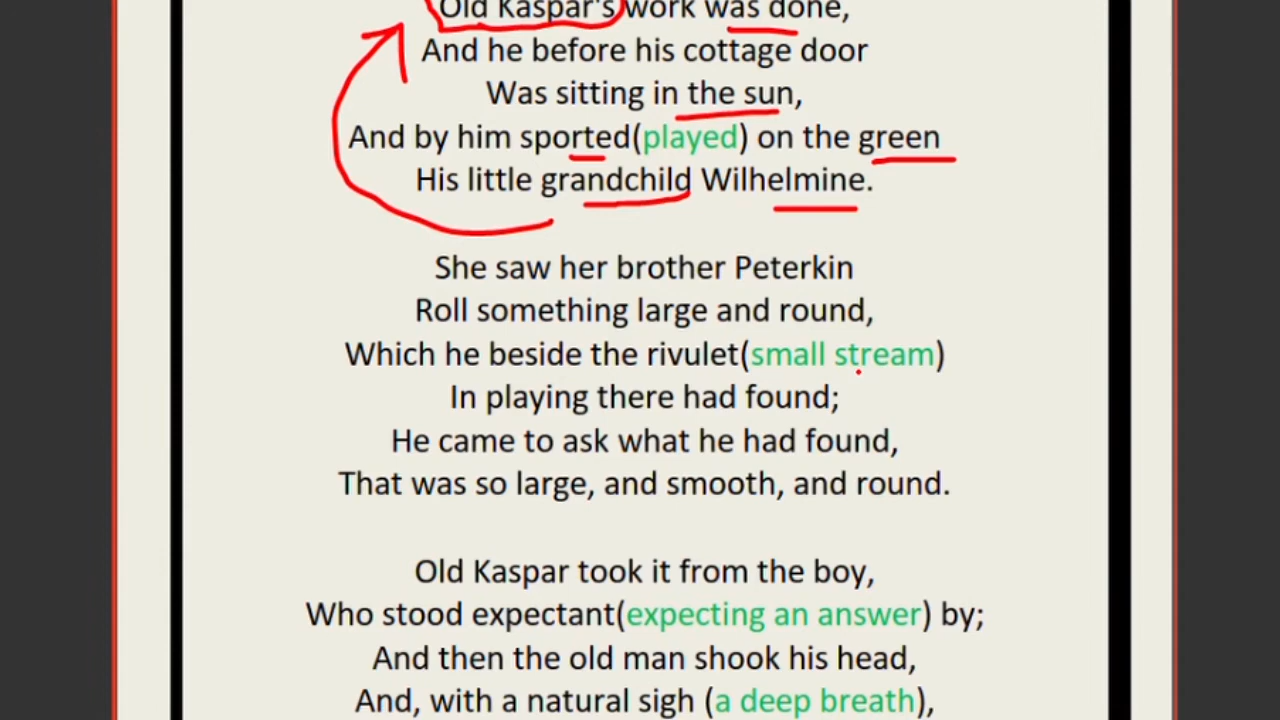 Old Kaspar's work was done,
And he before his cottage door
Was sitting in the sun,
And by him sported(played) on the green
His little grandchild Wilhelmine.
She saw her brother Peterkin
Roll something large and round,
Which he beside the rivulet(small stream)
In playing there had found;
He came to ask what he had found,
That was so large, and smooth, and round.
Old Kaspar took it from the boy,
Who stood expectant(expecting an answer) by;
And then the old man shook his head,
And, with a natural sigh (a deep breath),